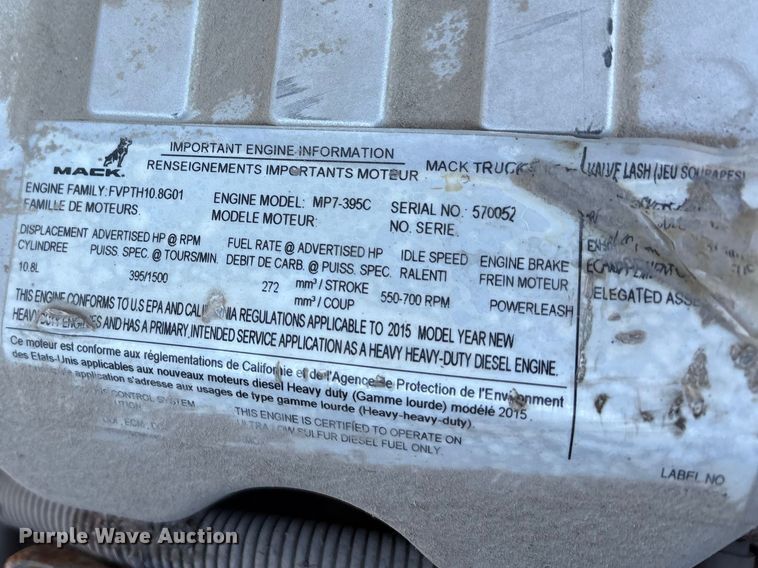 MACK.
IMPORTANT ENGINE INFORMATION
RENSEIGNEMENTS IMPORTANTS MOTEUR
MACK TRUCKS
ENGINE FAMILY: FVPTH10.8G01
FAMILLE DE MOTEURS.
ENGINE MODEL: MP7-395C
MODELE MOTEUR:
SERIAL NO. 570052
NO. SERIE.
DISPLACEMENT
CYLINDREE
10.8L
ADVERTISED HP @ RPM
PUISS. SPEC. @ TOURS/MIN.
395/1500
FUEL RATE @ ADVERTISED HP
DEBIT DE CARB. @ PUISS. SPEC.
272 mm³ / STROKE
mm³ / COUP
IDLE SPEED
RALENTI
550-700 RPM
ENGINE BRAKE
FREIN MOTEUR
POWERLEASH
THIS ENGINE CONFORMS TO U.S EPA AND CALIFORNIA REGULATIONS APPLICABLE TO 2015 MODEL YEAR NEW
HEAVY DUTY ENGINES AND HAS A PRIMARY INTENDED SERVICE APPLICATION AS A HEAVY HEAVY-DUTY DIESEL ENGINE.
Ce moteur est conforme aux réglementations de Californie et de l'Agence de Protection de l'Environment
des Etats-Unis applicables aux nouveaux moteurs diesel Heavy duty (Gamme lourde) modélé 2015.
application s'adresse aux usages de type gamme lourde (Heavy-heavy-duty).
CONTROL SYSTEM
THIS ENGINE IS CERTIFIED TO OPERATE ON
ULTRA LOW SULFUR DIESEL FUEL ONLY.
VALVE LASH (JEU SOUPAPES)
DELEGATED ASSE
LABEL NO
Purple Wave Auction